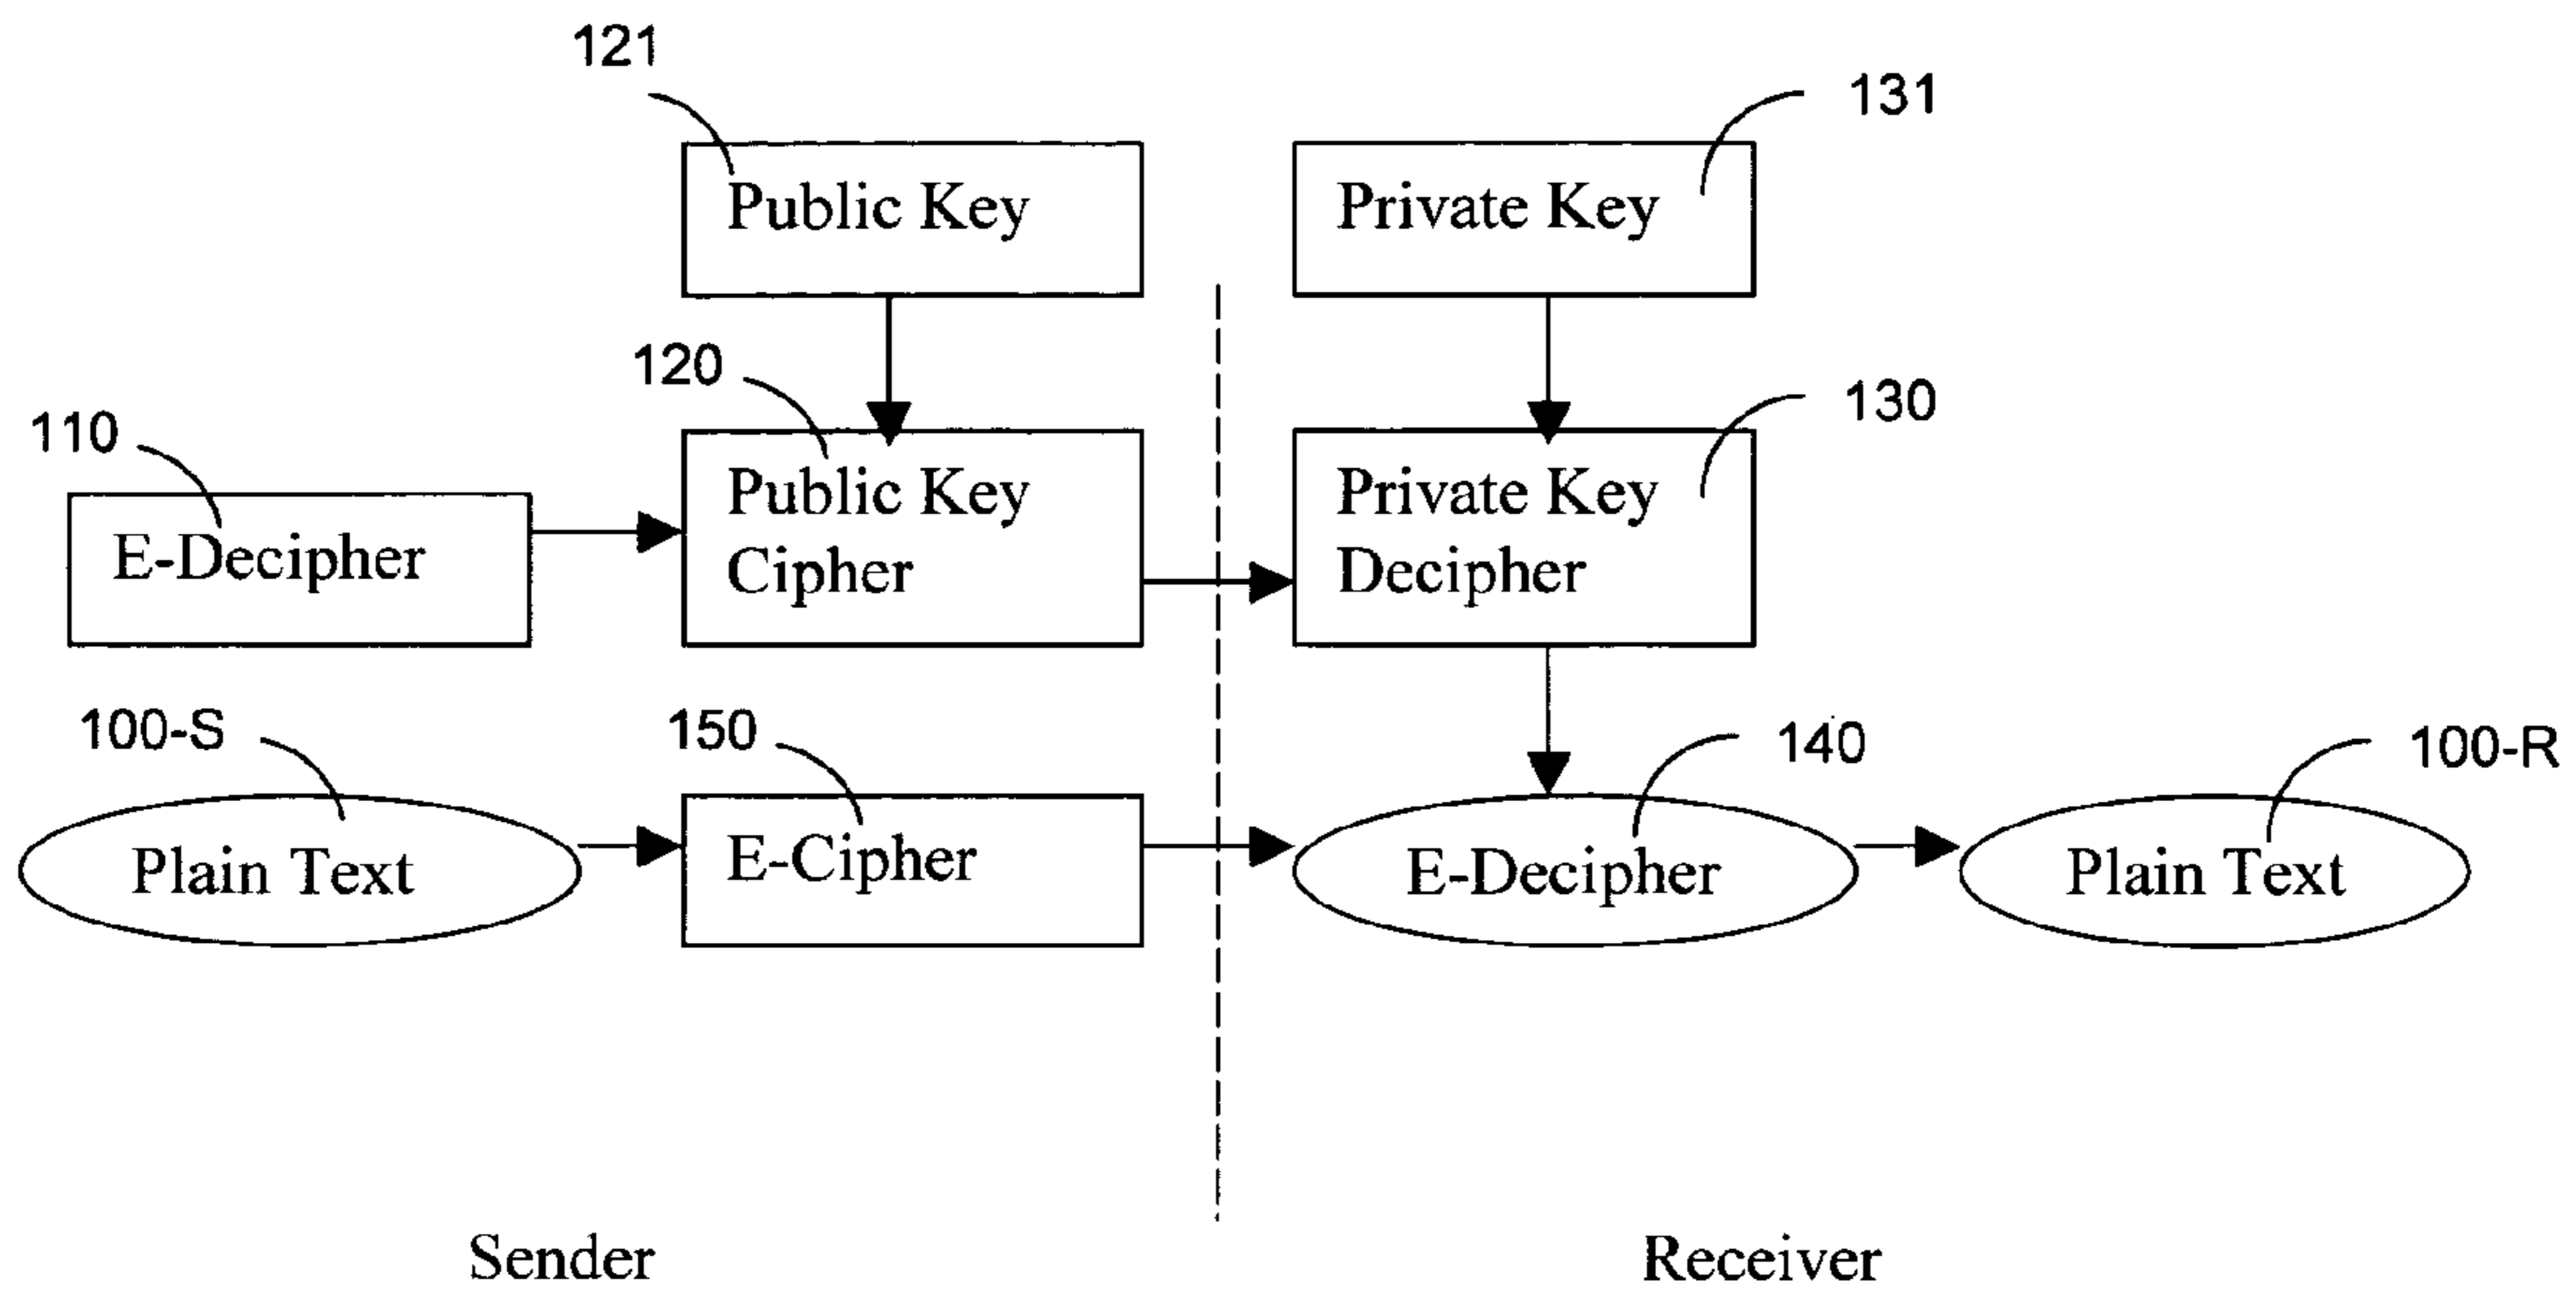 121
131
Public Key
Private Key
120
130
110
Public Key
Cipher
Private Key
Decipher
E-Decipher
100-S
150
140
100-R
Plain Text
E-Cipher
E-Decipher
Plain Text
Sender
Receiver